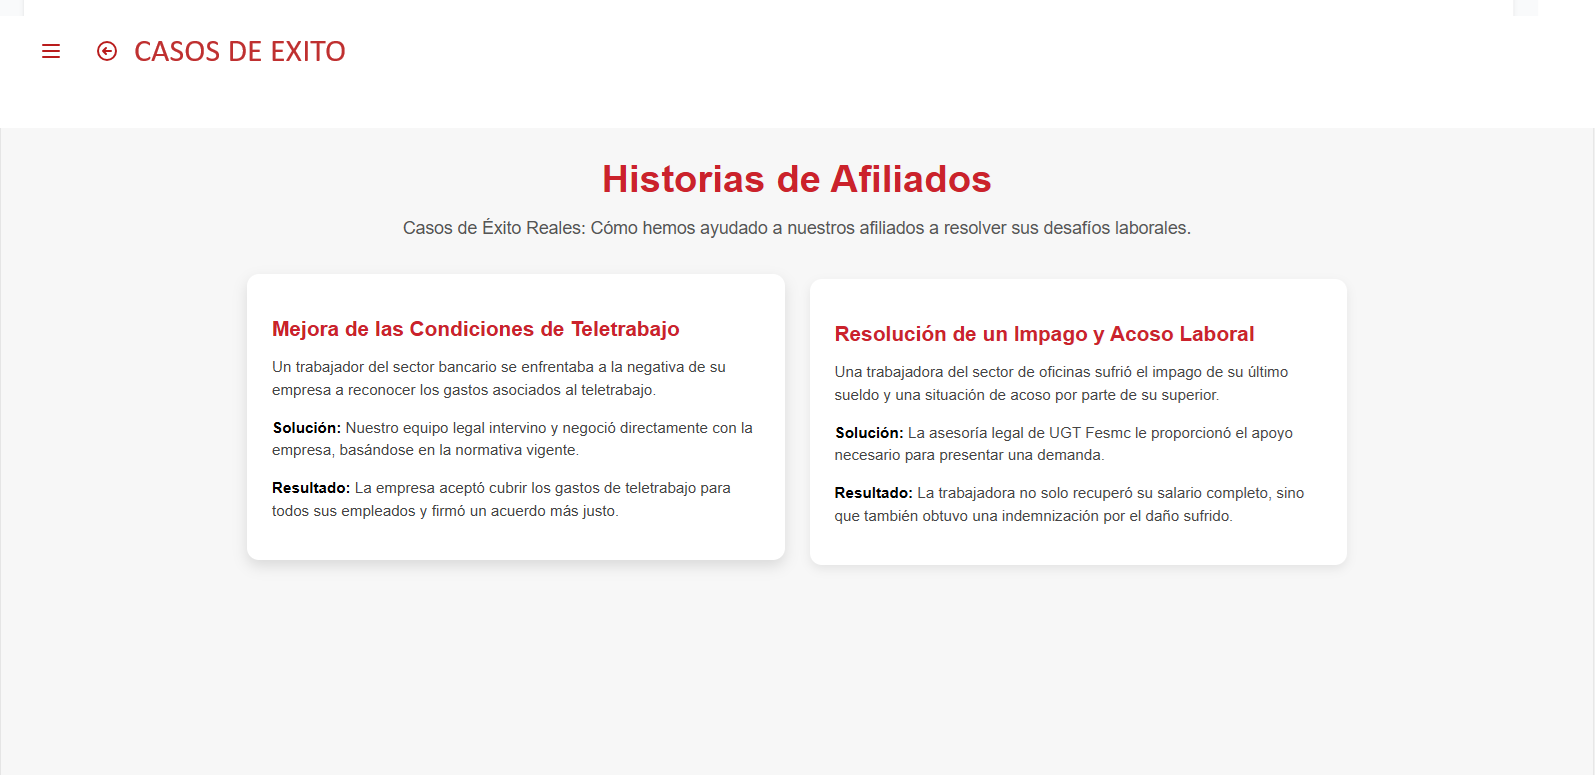 CASOS DE EXITO
Historias de Afiliados
Casos de Éxito Reales: Cómo hemos ayudado a nuestros afiliados a resolver sus desafíos laborales.
Mejora de las Condiciones de Teletrabajo
Un trabajador del sector bancario se enfrentaba a la negativa de su
empresa a reconocer los gastos asociados al teletrabajo.
Solución: Nuestro equipo legal intervino y negoció directamente con la
empresa, basándose en la normativa vigente.
Resultado: La empresa aceptó cubrir los gastos de teletrabajo para
todos sus empleados y firmó un acuerdo más justo.
Resolución de un Impago y Acoso Laboral
Una trabajadora del sector de oficinas sufrió el impago de su último
sueldo y una situación de acoso por parte de su superior.
Solución: La asesoría legal de UGT Fesmc le proporcionó el apoyo
necesario para presentar una demanda.
Resultado: La trabajadora no solo recuperó su salario completo, sino
que también obtuvo una indemnización por el daño sufrido.